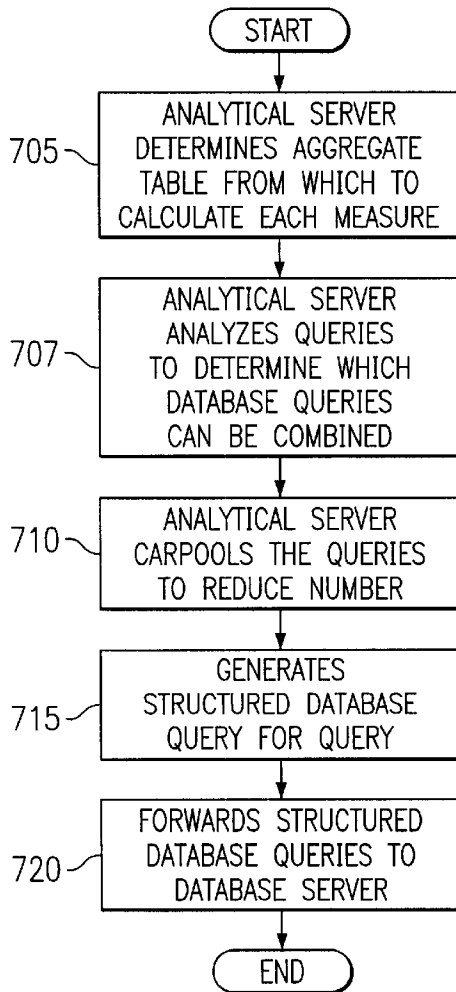 START
705
ANALYTICAL SERVER
DETERMINES AGGREGATE
TABLE FROM WHICH TO
CALCULATE EACH MEASURE
707
ANALYTICAL SERVER
ANALYZES QUERIES
TO DETERMINE WHICH
DATABASE QUERIES
CAN BE COMBINED
710
ANALYTICAL SERVER
CARPOOLS THE QUERIES
TO REDUCE NUMBER
715
GENERATES
STRUCTURED DATABASE
QUERY FOR QUERY
720
FORWARDS STRUCTURED
DATABASE QUERIES TO
DATABASE SERVER
END